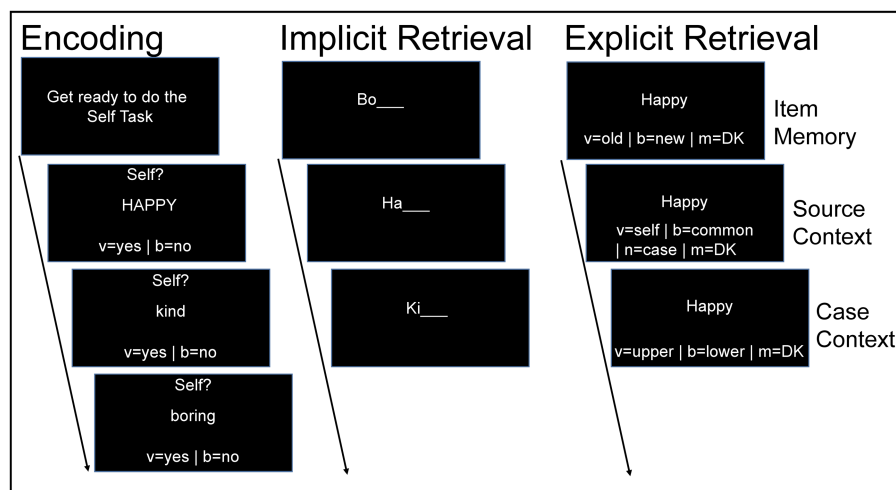 Encoding
Get ready to do the
Self Task
Self?
HAPPY
v=yes | b=no
Self?
kind
v=yes | b=no
Self?
boring
v=yes | b=no
Implicit Retrieval
Bo___
Ha___
Ki___
Explicit Retrieval
Happy
v=old | b=new | m=DK
Item
Memory
Happy
v=self | b=common
| n=case | m=DK
Source
Context
Happy
v=upper | b=lower | m=DK
Case
Context